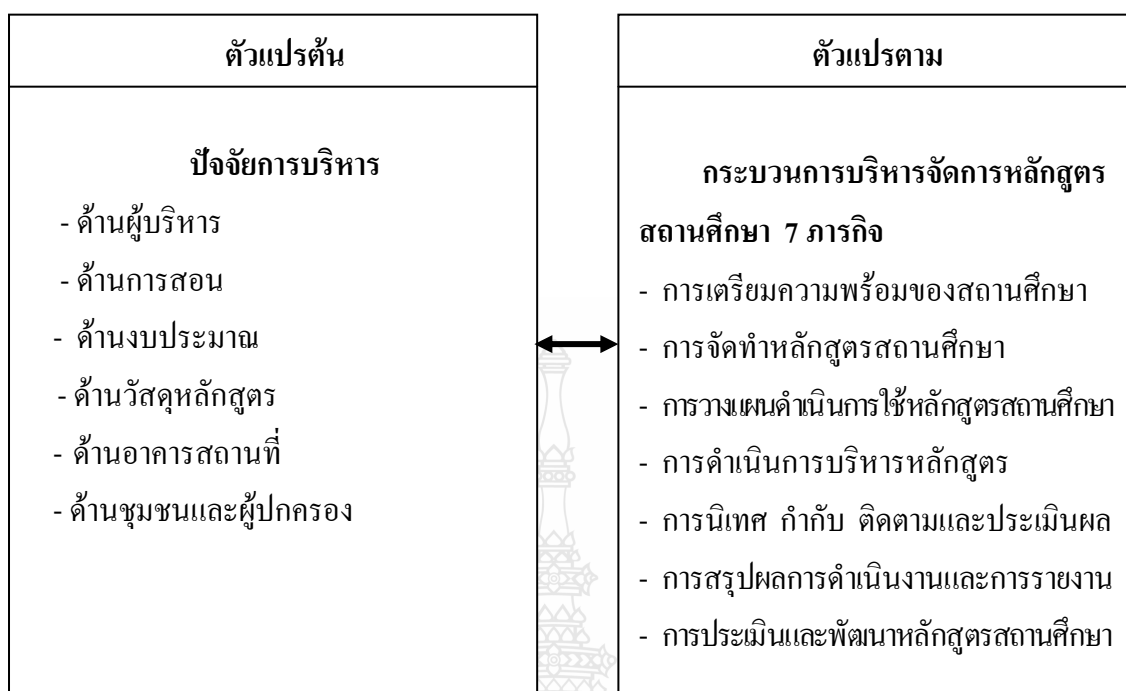 ตัวแปรต้น
ปัจจัยการบริหาร
- ด้านผู้บริหาร
- ด้านการสอน
- ด้านงบประมาณ
- ด้านวัสดุหลักสูตร
- ด้านอาคารสถานที่
- ด้านชุมชนและผู้ปกครอง
ตัวแปรตาม
กระบวนการบริหารจัดการหลักสูตร
สถานศึกษา 7 ภารกิจ
- การเตรียมความพร้อมของสถานศึกษา
- การจัดทำหลักสูตรสถานศึกษา
- การวางแผนดำเนินการใช้หลักสูตรสถานศึกษา
- การดำเนินการบริหารหลักสูตร
- การนิเทศ กำกับ ติดตามและประเมินผล
- การสรุปผลการดำเนินงานและการรายงาน
- การประเมินและพัฒนาหลักสูตรสถานศึกษา